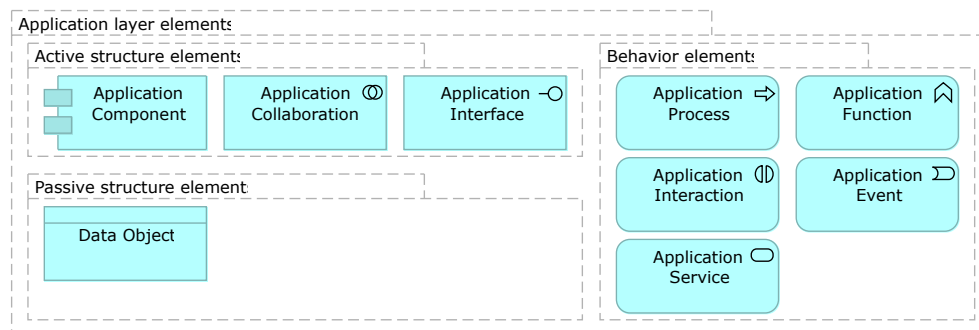 Application layer elements
Active structure elements
Application
Component
Application
Collaboration
Application
Interface
Passive structure element
Data Object
Behavior elements
Application
Process
Application
Function
Application
Interaction
Application
Event
Application
Service